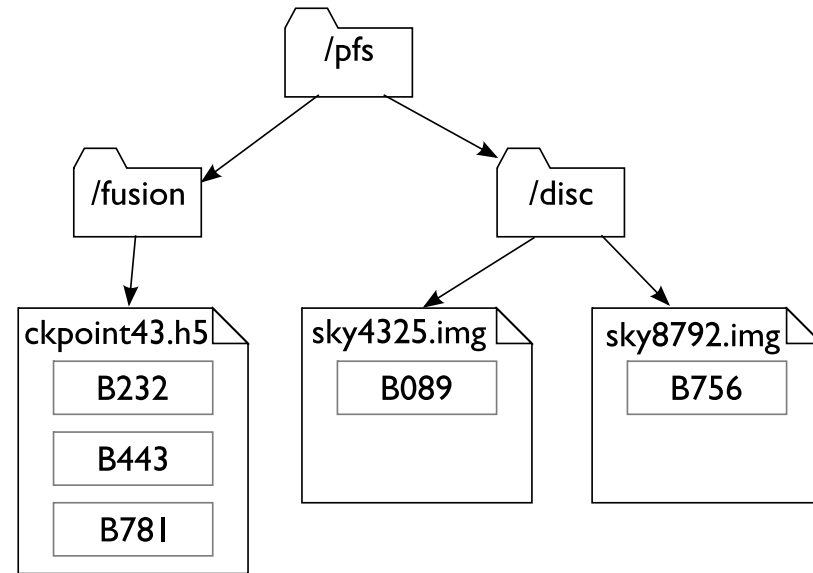 /pfs
/fusion
/disc
ckpoint43.h5
B232
B443
B781
sky4325.img
B089
sky8792.img
B756